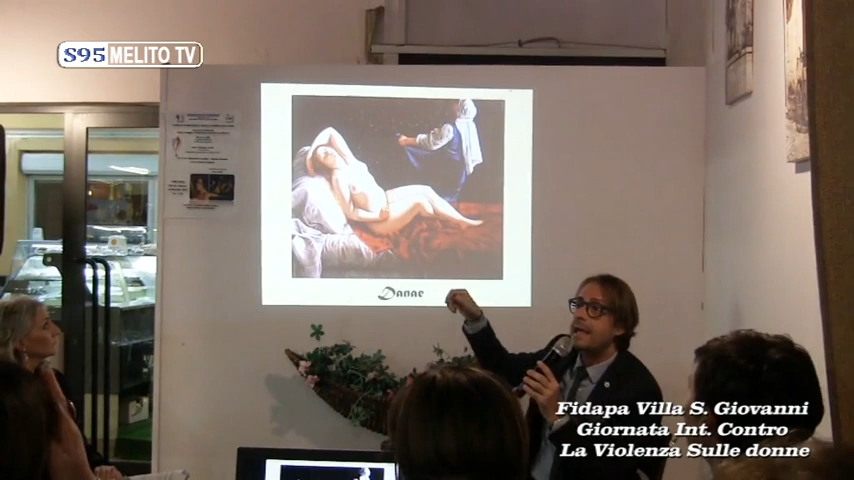 S95 MELITO TV
Danae
Fidapa Villa S. Giovanni
Giornata Int. Contro
La Violenza Sulle donne